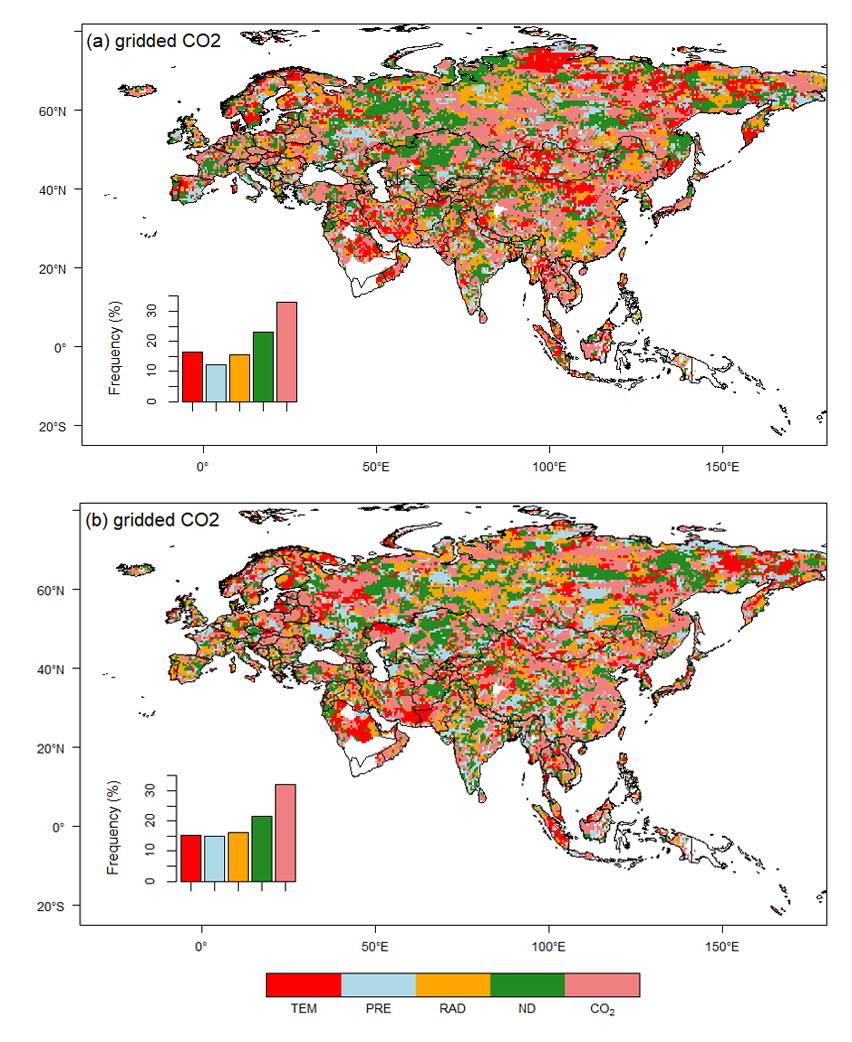 (a) gridded CO2
60°N
40°N
20°N
0°
20°S
Frequency (%)
0
10
20
30
0°
50°E
100°E
150°E
(b) gridded CO2
60°N
40°N
20°N
0°
20°S
Frequency (%)
0
10
20
30
0°
50°E
100°E
150°E
TEM PRE RAD ND CO₂